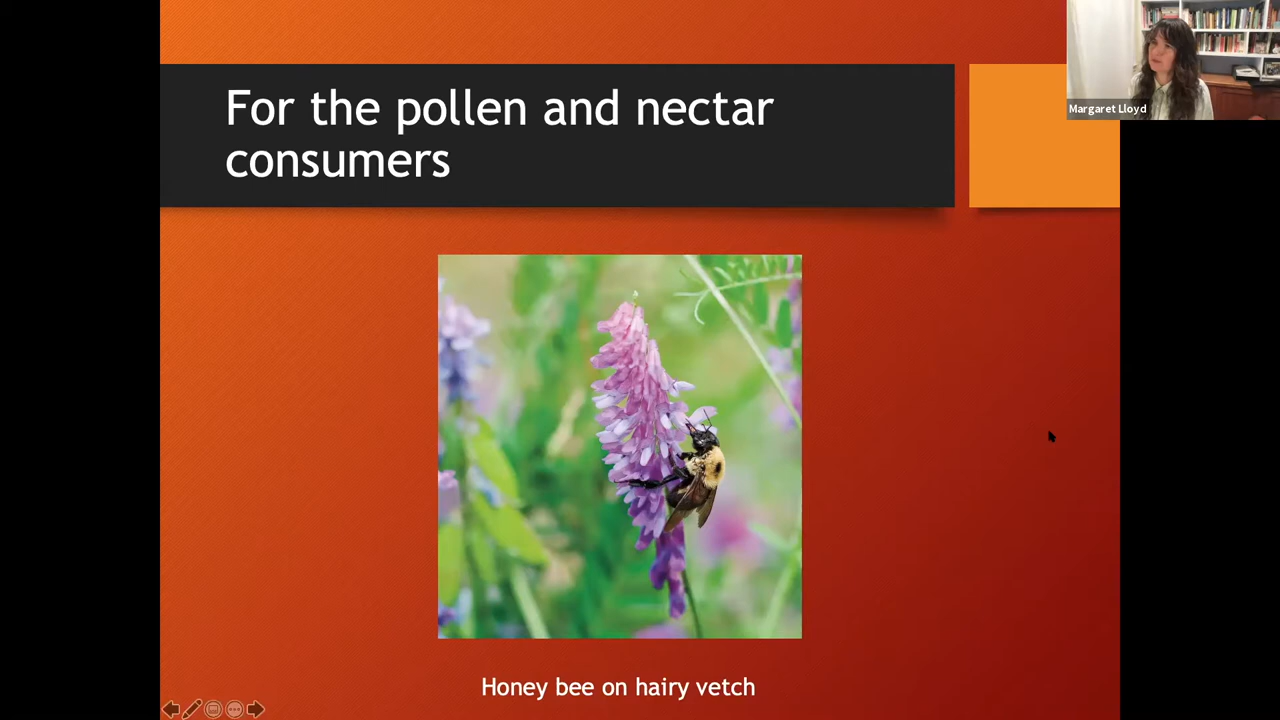 For the pollen and nectar
consumers
Margaret Lloyd
Honey bee on hairy vetch